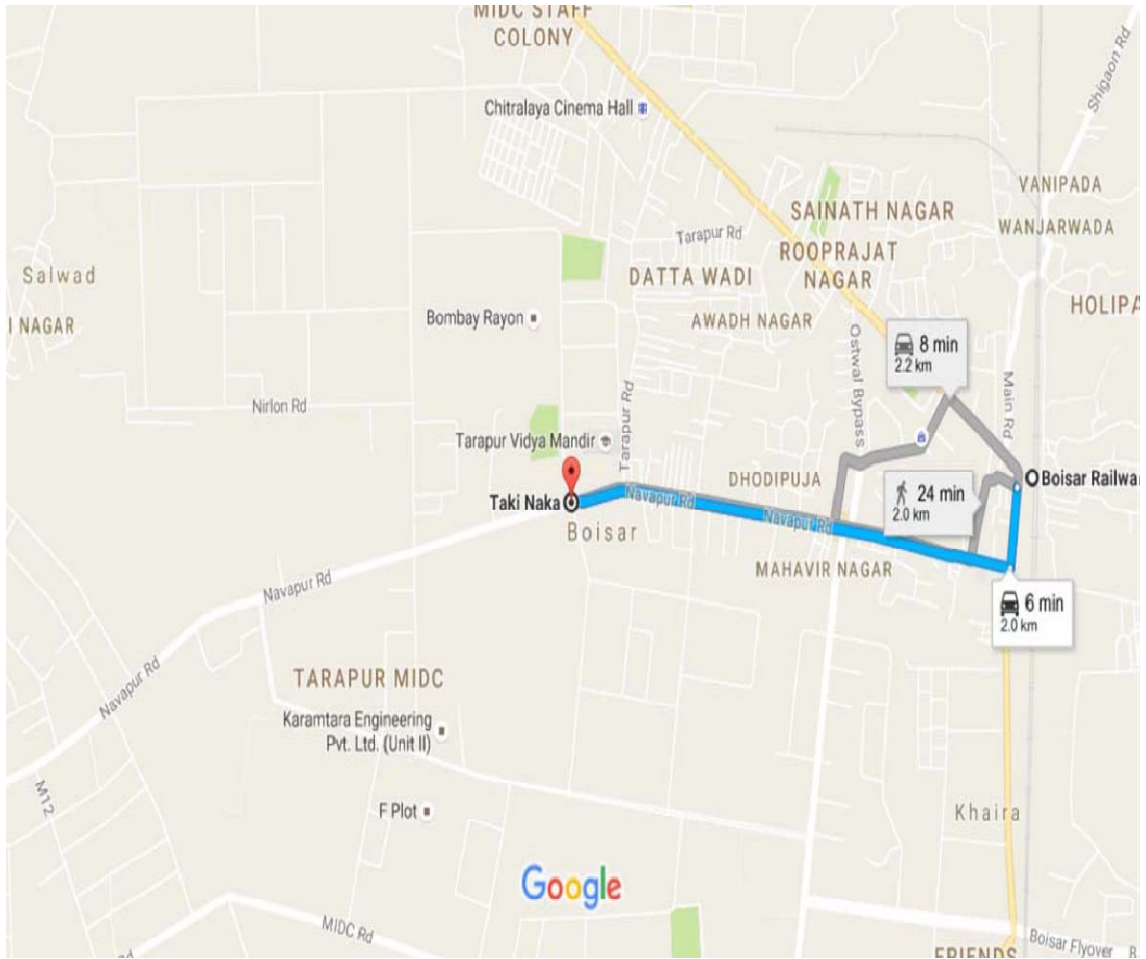 MIDC STAFF
COLONY
Shigaon Rd
Chitralaya Cinema Hall
VANIPADA
SAINATH NAGAR
WANJARWADA
Tarapur Rd
ROOPRAJAT
NAGAR
Salwad
DATTA WADI
HOLIPA
I NAGAR
Bombay Rayon
AWADH NAGAR
Ostwal Bypass
8 min
2.2 km
Main Rd
Nirlon Rd
Tarapur Rd
Tarapur Vidya Mandir
DHODIPUJA
Boisar Railwa
24 min
2.0 km
Taki Naka
Navapur Rd
Navapur Rd
Boisar
MAHAVIR NAGAR
Navapur Rd
6 min
2.0 km
Navapur Rd
TARAPUR MIDC
Karamtara Engineering
Pvt. Ltd. (Unit II)
M12
F Plot
Khaira
Google
MIDC Rd
Boisar Flyover
FRIENDS